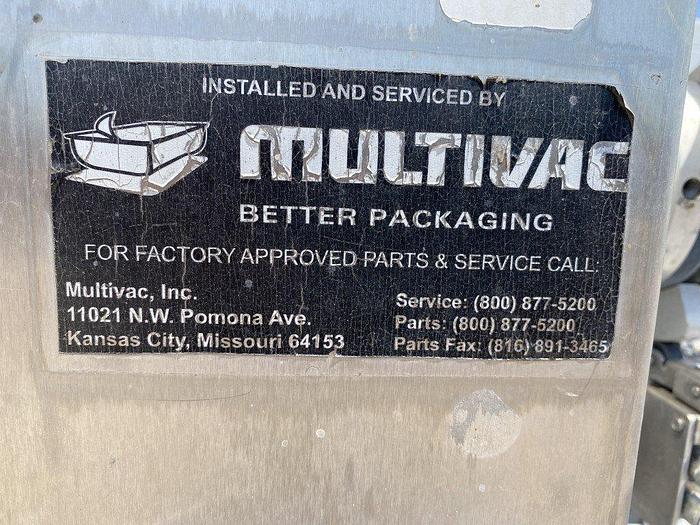 INSTALLED AND SERVICED BY
MULTIVAC
BETTER PACKAGING
FOR FACTORY APPROVED PARTS & SERVICE CALL:
Multivac, Inc.
11021 N.W. Pomona Ave.
Kansas City, Missouri 64153
Service: (800) 877-5200
Parts: (800) 877-5200
Parts Fax: (816) 891-3465